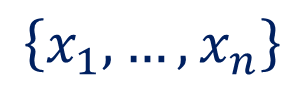 {x₁, ... , xₙ}